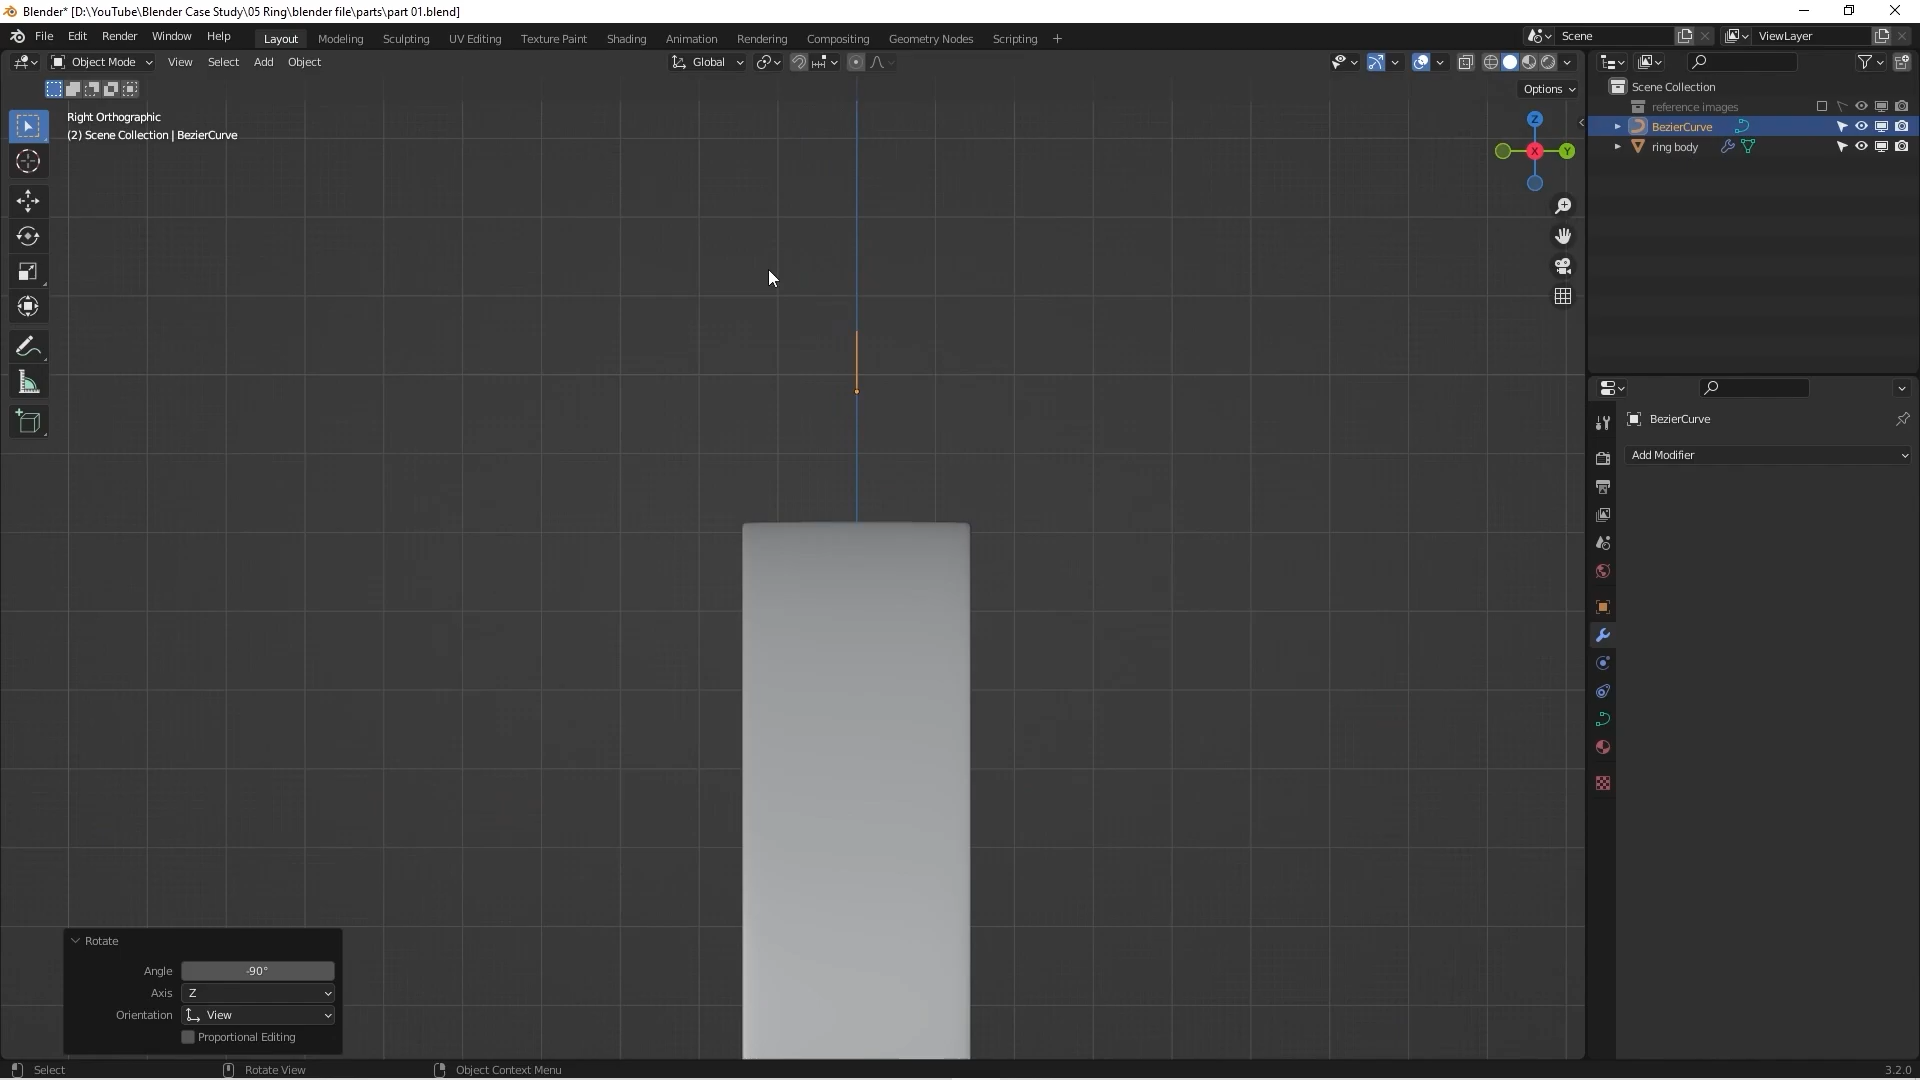 Blender* [D:\YouTube\Blender Case Study\05 Ring\blender file\parts\part 01.blend]
File Edit Render Window Help Layout Modeling Sculpting UV Editing Texture Paint Shading Animation Rendering Compositing Geometry Nodes Scripting + Scene ViewLayer
Object Mode View Select Add Object Global
Options
Right Orthographic
(2) Scene Collection | BezierCurve
Z
Y
X
Scene Collection
reference images
BezierCurve
ring body
BezierCurve
Add Modifier
Rotate
Angle -90°
Axis Z
Orientation View
Proportional Editing
Select Rotate View Object Context Menu 3.2.0